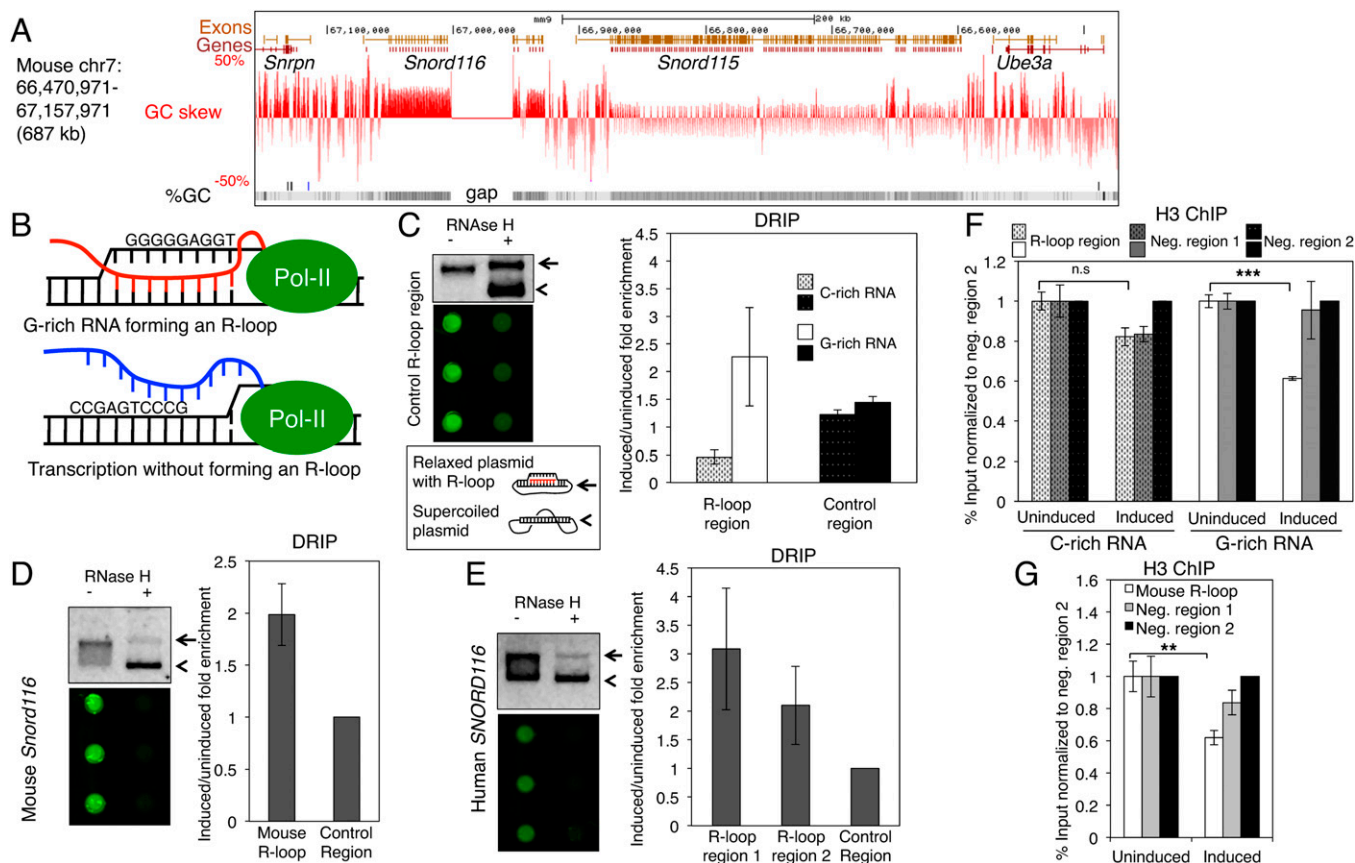 A
Mouse chr7:
66,470,971-
67,157,971
(687 kb)
mm9
200 kb
Exons
67,100,000
67,000,000
66,900,000
66,800,000
66,700,000
66,600,000
Genes
50%
Snrpn
Snord116
Snord115
Ube3a
GC skew
-50%
%GC
gap
B
GGGGGAGGT
Pol-II
G-rich RNA forming an R-loop
CCGAGTCCCG
Pol-II
Transcription without forming an R-loop
C
RNAse H
- +
Control R-loop region
Relaxed plasmid
with R-loop
Supercoiled
plasmid
DRIP
Induced/uninduced fold enrichment
4.5
4
3.5
3
2.5
2
1.5
1
0.5
0
C-rich RNA
G-rich RNA
R-loop
region
Control
region
F
H3 ChIP
R-loop region
Neg. region 1
Neg. region 2
% Input normalized to neg. region 2
1.2
1
0.8
0.6
0.4
0.2
0
n.s
***
Uninduced
Induced
Uninduced
Induced
C-rich RNA
G-rich RNA
D
RNase H
- +
Mouse Snord116
DRIP
Induced/uninduced fold enrichment
2.5
2
1.5
1
0.5
0
Mouse
R-loop
Control
Region
E
RNase H
- +
Human SNORD116
DRIP
Induced/uninduced fold enrichment
4.5
4
3.5
3
2.5
2
1.5
1
0.5
0
R-loop
region 1
R-loop
region 2
Control
Region
G
H3 ChIP
Mouse R-loop
Neg. region 1
Neg. region 2
% Input normalized to neg. region 2
1.2
1
0.8
0.6
0.4
0.2
0
**
Uninduced
Induced